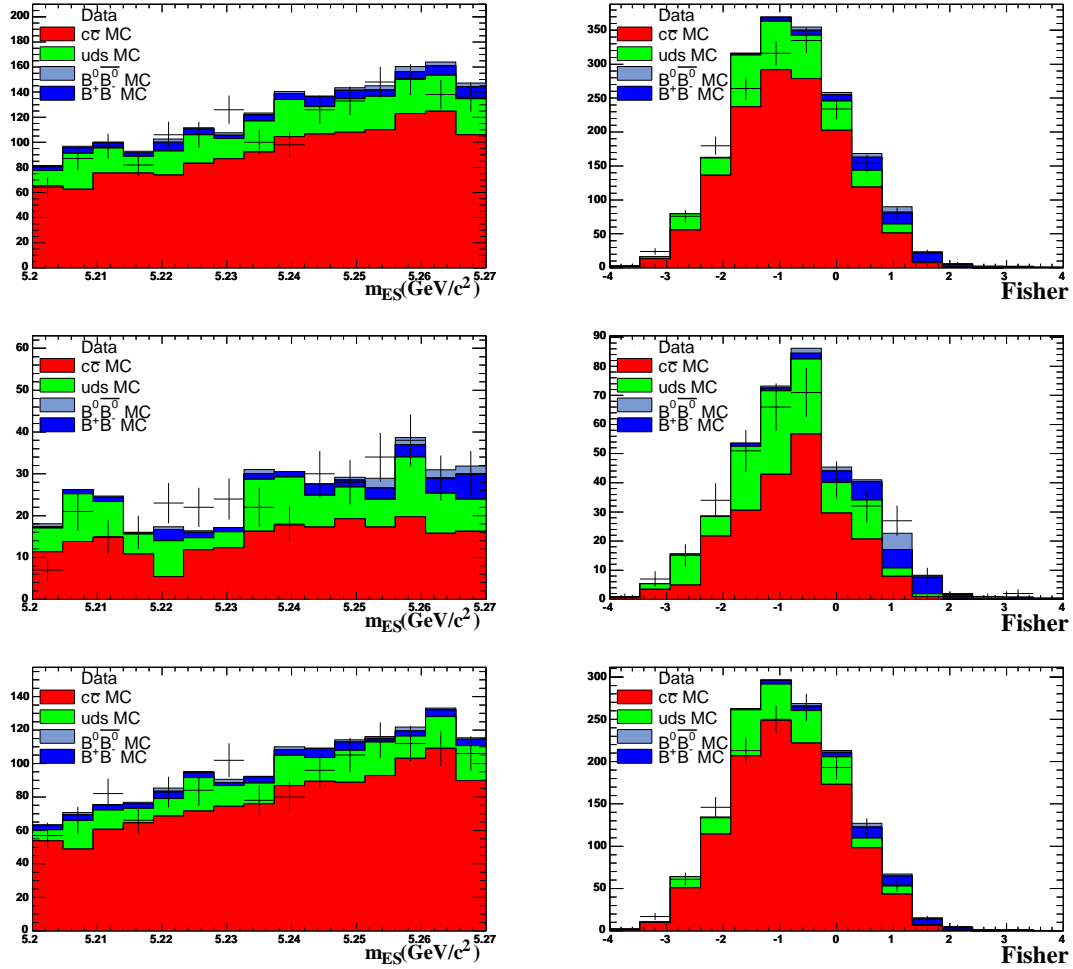 200
180
160
140
120
100
80
60
40
20
0
Data
cc̅ MC
uds MC
B⁰B̅⁰ MC
B⁺B⁻ MC
5.2 5.21 5.22 5.23 5.24 5.25 5.26 5.27
m_ES(GeV/c²)
350
300
250
200
150
100
50
0
Data
cc̅ MC
uds MC
B⁰B̅⁰ MC
B⁺B⁻ MC
-4 -3 -2 -1 0 1 2 3 4
Fisher
60
50
40
30
20
10
0
Data
cc̅ MC
uds MC
B⁰B̅⁰ MC
B⁺B⁻ MC
5.2 5.21 5.22 5.23 5.24 5.25 5.26 5.27
m_ES(GeV/c²)
90
80
70
60
50
40
30
20
10
0
Data
cc̅ MC
uds MC
B⁰B̅⁰ MC
B⁺B⁻ MC
-4 -3 -2 -1 0 1 2 3 4
Fisher
140
120
100
80
60
40
20
0
Data
cc̅ MC
uds MC
B⁰B̅⁰ MC
B⁺B⁻ MC
5.2 5.21 5.22 5.23 5.24 5.25 5.26 5.27
m_ES(GeV/c²)
300
250
200
150
100
50
0
Data
cc̅ MC
uds MC
B⁰B̅⁰ MC
B⁺B⁻ MC
-4 -3 -2 -1 0 1 2 3 4
Fisher